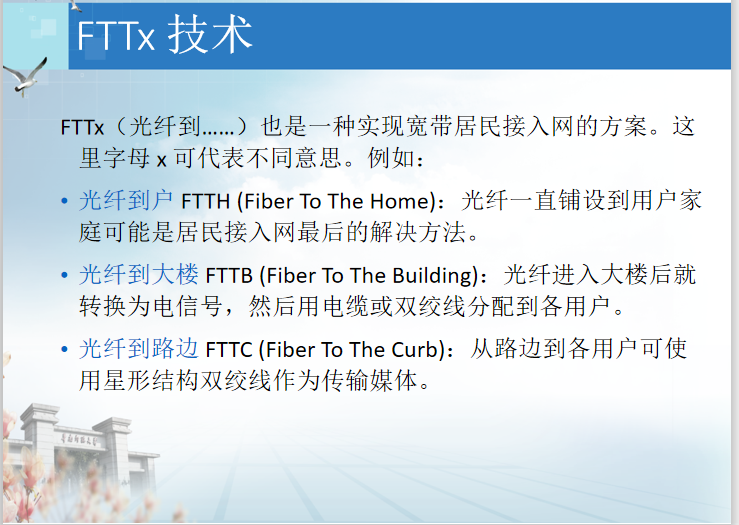 FTTx 技术
FTTx（光纤到……）也是一种实现宽带居民接入网的方案。这
里字母 x 可代表不同意思。例如：
• 光纤到户 FTTH (Fiber To The Home)：光纤一直铺设到用户家
庭可能是居民接入网最后的解决方法。
• 光纤到大楼 FTTB (Fiber To The Building)：光纤进入大楼后就
转换为电信号，然后用电缆或双绞线分配到各用户。
• 光纤到路边 FTTC (Fiber To The Curb)：从路边到各用户可使
用星形结构双绞线作为传输媒体。